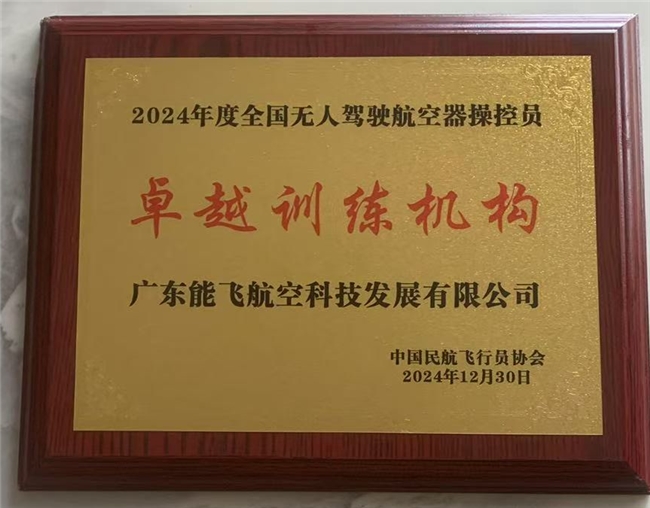 2024年度全国无人驾驶航空器操控员
卓越训练机构
广东能飞航空科技发展有限公司
中国民航飞行员协会
2024年12月30日